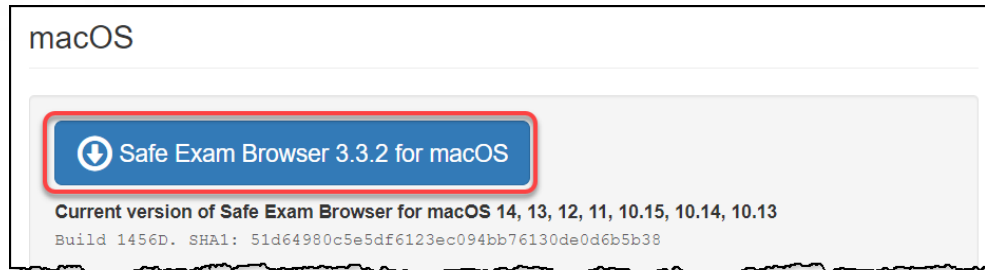 macOS
Safe Exam Browser 3.3.2 for macOS
Current version of Safe Exam Browser for macOS 14, 13, 12, 11, 10.15, 10.14, 10.13
Build 1456D. SHA1: 51d64980c5e5df6123ec094bb76130de0d6b5b38